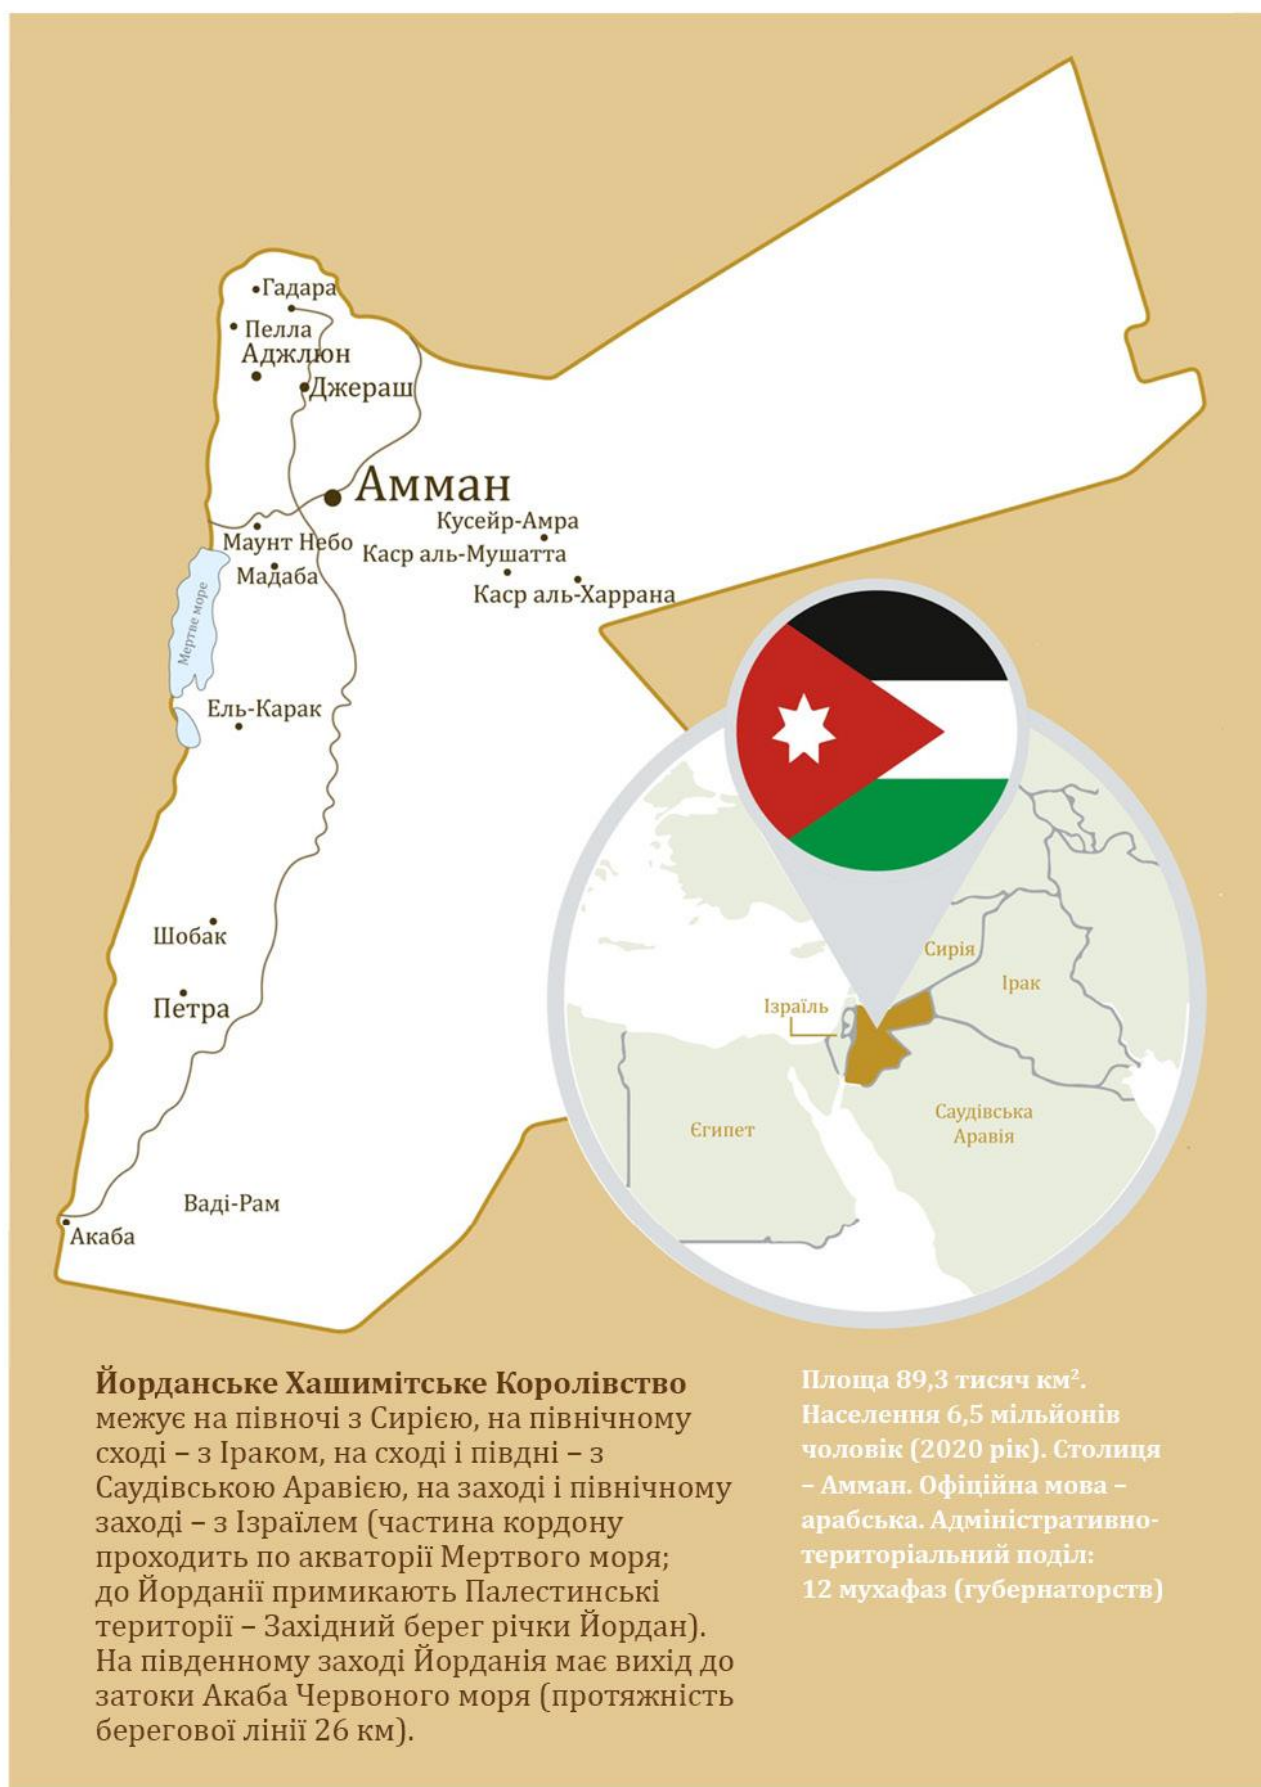 Гадара
Пелла
Аджлюн
Джераш
Амман
Кусейр-Амра
Маунт Небо
Каср аль-Мушатта
Мадаба
Каср аль-Харрана
Мертве море
Ель-Карак
Шобак
Петра
Ваді-Рам
Акаба
Сирія
Ірак
Ізраїль
Єгипет
Саудівська
Аравія
Йорданське Хашимітське Королівство
межує на півночі з Сирією, на північному
сході – з Іраком, на сході і півдні – з
Саудівською Аравією, на заході і північному
заході – з Ізраїлем (частина кордону
проходить по акваторії Мертвого моря;
до Йорданії примикають Палестинські
території – Західний берег річки Йордан).
На південному заході Йорданія має вихід до
затоки Акаба Червоного моря (протяжність
берегової лінії 26 км).
Площа 89,3 тисяч км².
Населення 6,5 мільйонів
чоловік (2020 рік). Столиця
– Амман. Офіційна мова –
арабська. Адміністративно-
територіальний поділ:
12 мухафаз (губернаторств)